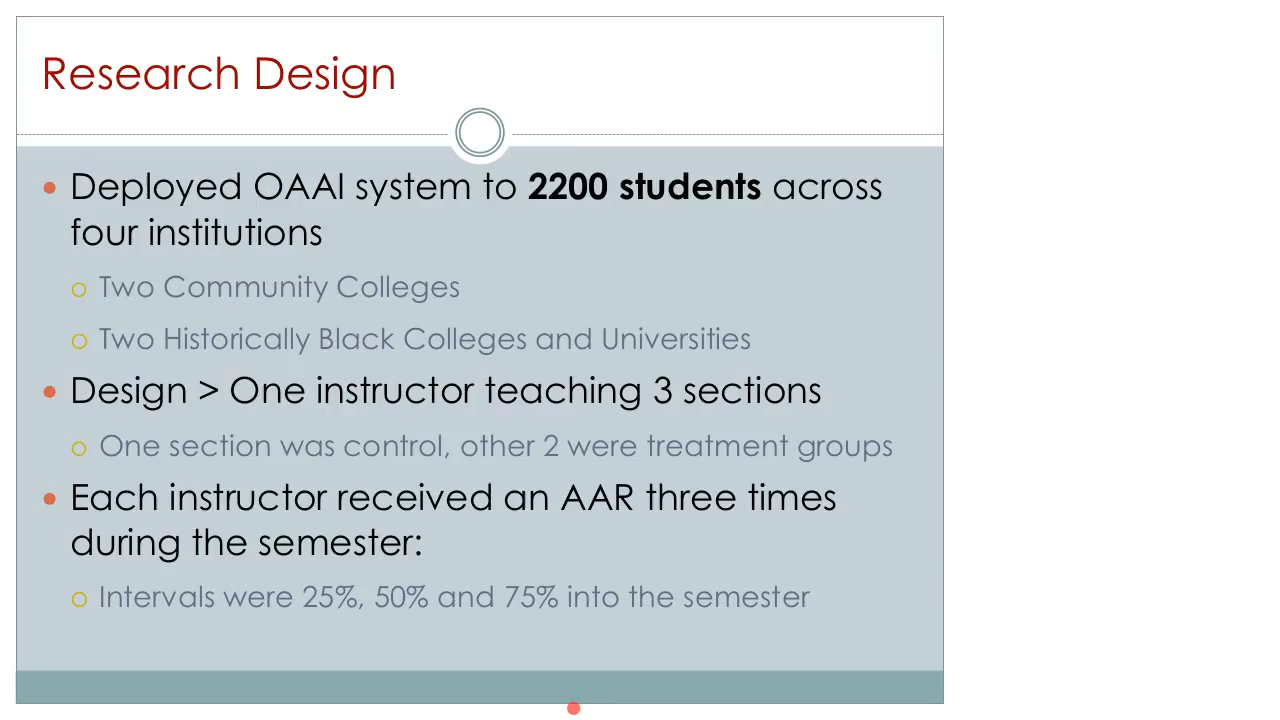 Research Design
Deployed OAAI system to 2200 students across
four institutions
Two Community Colleges
Two Historically Black Colleges and Universities
Design > One instructor teaching 3 sections
One section was control, other 2 were treatment groups
Each instructor received an AAR three times
during the semester:
Intervals were 25%, 50% and 75% into the semester